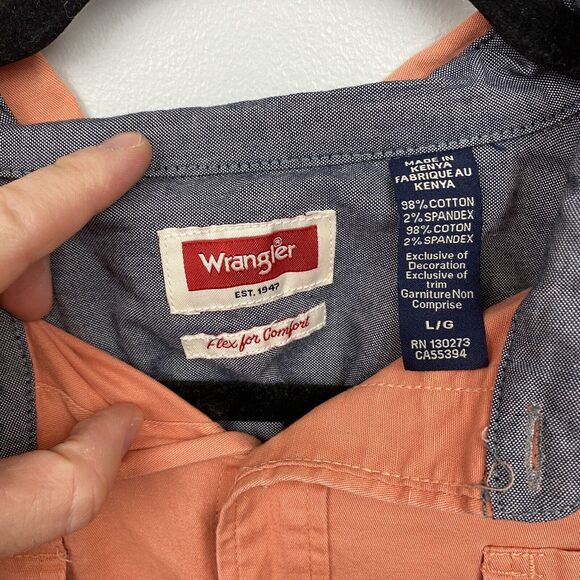 Wrangler
EST. 1947
Flex for Comfort
MADE IN
KENYA
FABRIQUE AU
KENYA
98% COTTON
2% SPANDEX
98% COTON
2% SPANDEX
Exclusive of
Decoration
Exclusive of
trim
Garniture Non
Comprise
L/G
RN 130273
CA55394